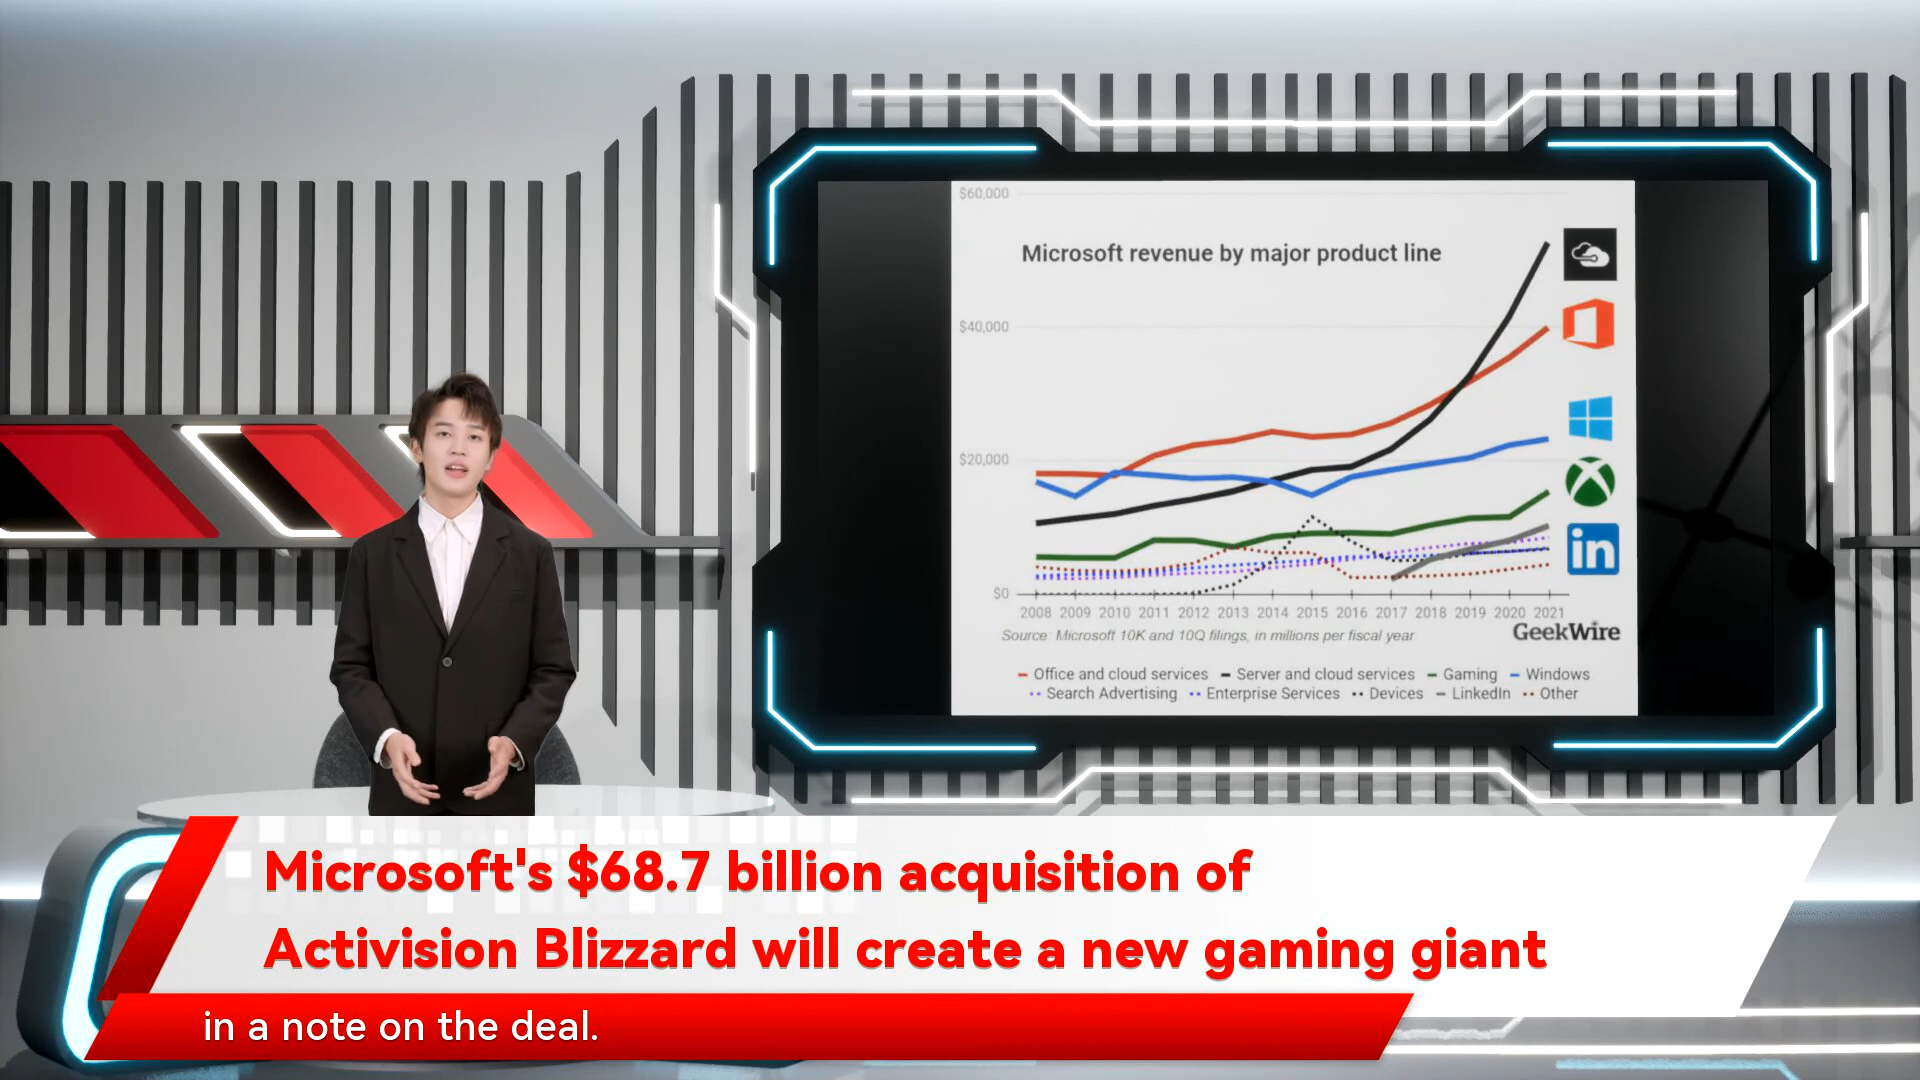 $60,000
Microsoft revenue by major product line
$40,000
$20,000
$0
2008 2009 2010 2011 2012 2013 2014 2015 2016 2017 2018 2019 2020 2021
Source: Microsoft 10K and 10Q filings, in millions per fiscal year
GeekWire
Office and cloud services Server and cloud services Gaming Windows
Search Advertising Enterprise Services Devices LinkedIn Other
in
Microsoft's $68.7 billion acquisition of
Activision Blizzard will create a new gaming giant
in a note on the deal.